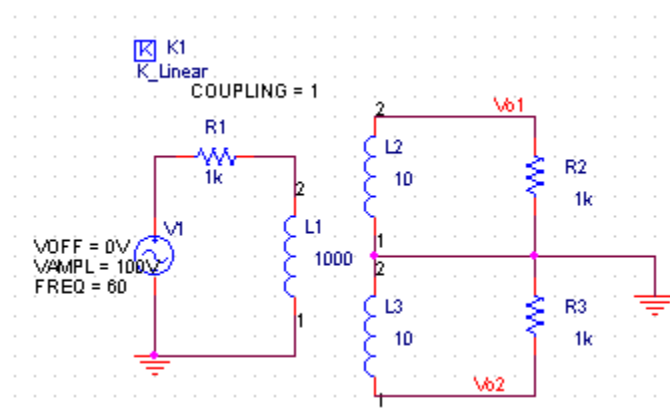 K K1
K_Linear
COUPLING = 1
R1
1k
2
V1
VOFF = 0V
VAMPL = 100V
FREQ = 60
L1
1000
1
2
Vo1
L2
10
R2
1k
1
2
L3
10
R3
1k
Vo2
1